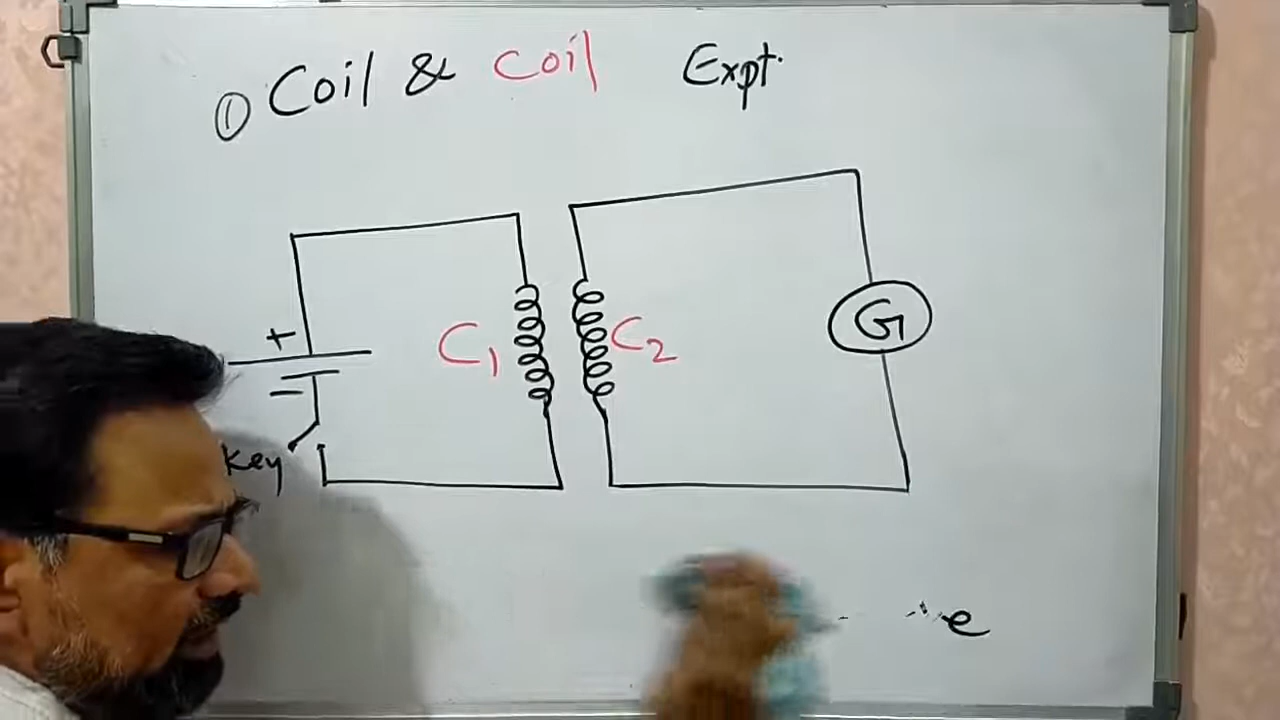 ① Coil & Coil Expt.
+
C1 C2 G
-
Key
e